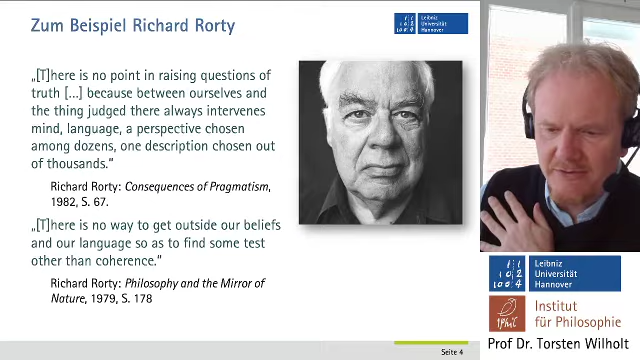 Zum Beispiel Richard Rorty
„[T]here is no point in raising questions of
truth […] because between ourselves and
the thing judged there always intervenes
mind, language, a perspective chosen
among dozens, one description chosen out
of thousands.“
Richard Rorty: Consequences of Pragmatism,
1982, S. 67.
„[T]here is no way to get outside our beliefs
and our language so as to find some test
other than coherence.“
Richard Rorty: Philosophy and the Mirror of
Nature, 1979, S. 178
Seite 4
Leibniz
Universität
Hannover
Leibniz
Universität
Hannover
Institut
für Philosophie
Prof Dr. Torsten Wilholt